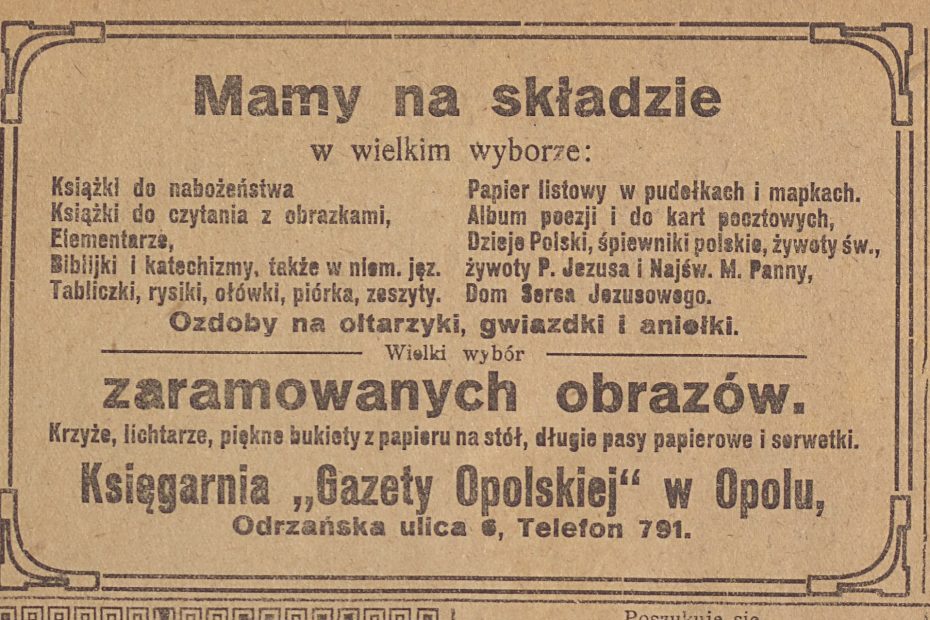 Mamy na składzie
w wielkim wyborze:
Książki do nabożeństwa
Książki do czytania z obrazkami,
Elementarze,
Biblijki i katechizmy, także w niem. jęz.
Tabliczki, rysiki, ołówki, piórka, zeszyty.
Papier listowy w pudełkach i mapkach.
Album poezji i do kart pocztowych,
Dzieje Polski, śpiewniki polskie, żywoty św.,
żywoty P. Jezusa i Najśw. M. Panny,
Dom Serca Jezusowego.
Ozdoby na ołtarzyki, gwiazdki i aniołki.
Wielki wybór
zaramowanych obrazów.
Krzyże, lichtarze, piękne bukiety z papieru na stół, długie pasy papierowe i serwetki.
Księgarnia „Gazety Opolskiej“ w Opolu,
Odrzańska ulica , Telefon 791.
Poszukują się